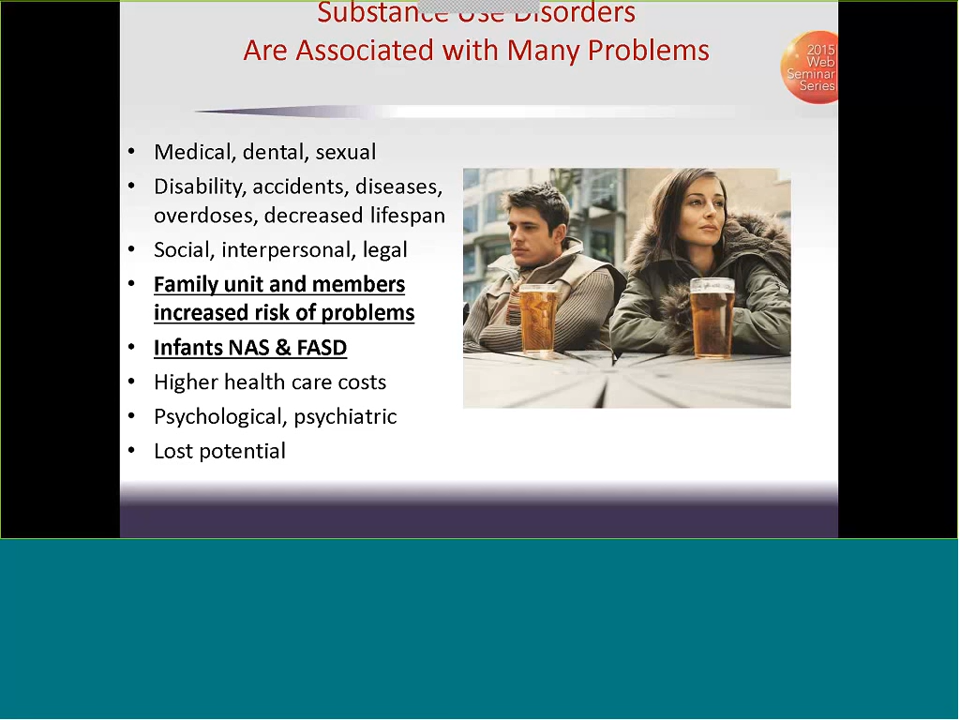 Substance Use Disorders
Are Associated with Many Problems
2015
Web
Seminar
Series
• Medical, dental, sexual
• Disability, accidents, diseases,
overdoses, decreased lifespan
• Social, interpersonal, legal
• Family unit and members
increased risk of problems
• Infants NAS & FASD
• Higher health care costs
• Psychological, psychiatric
• Lost potential